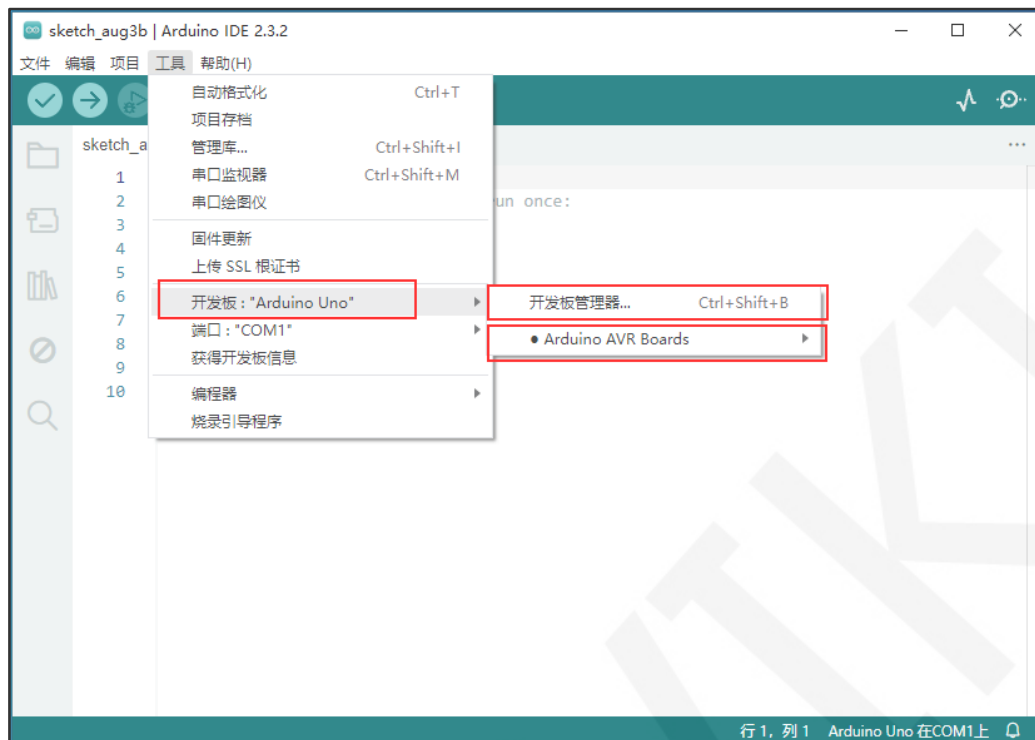 sketch_aug3b | Arduino IDE 2.3.2
文件 编辑 项目 工具 帮助(H)
自动格式化 Ctrl+T
项目存档
sketch_a
管理库... Ctrl+Shift+I
1
串口监视器 Ctrl+Shift+M
2
串口绘图仪
un once:
3
固件更新
4
上传 SSL 根证书
5
6
开发板 : "Arduino Uno"
开发板管理器... Ctrl+Shift+B
7
端口 : "COM1"
8
● Arduino AVR Boards
获得开发板信息
9
10
编程器
烧录引导程序
行 1，列 1 Arduino Uno 在COM1上